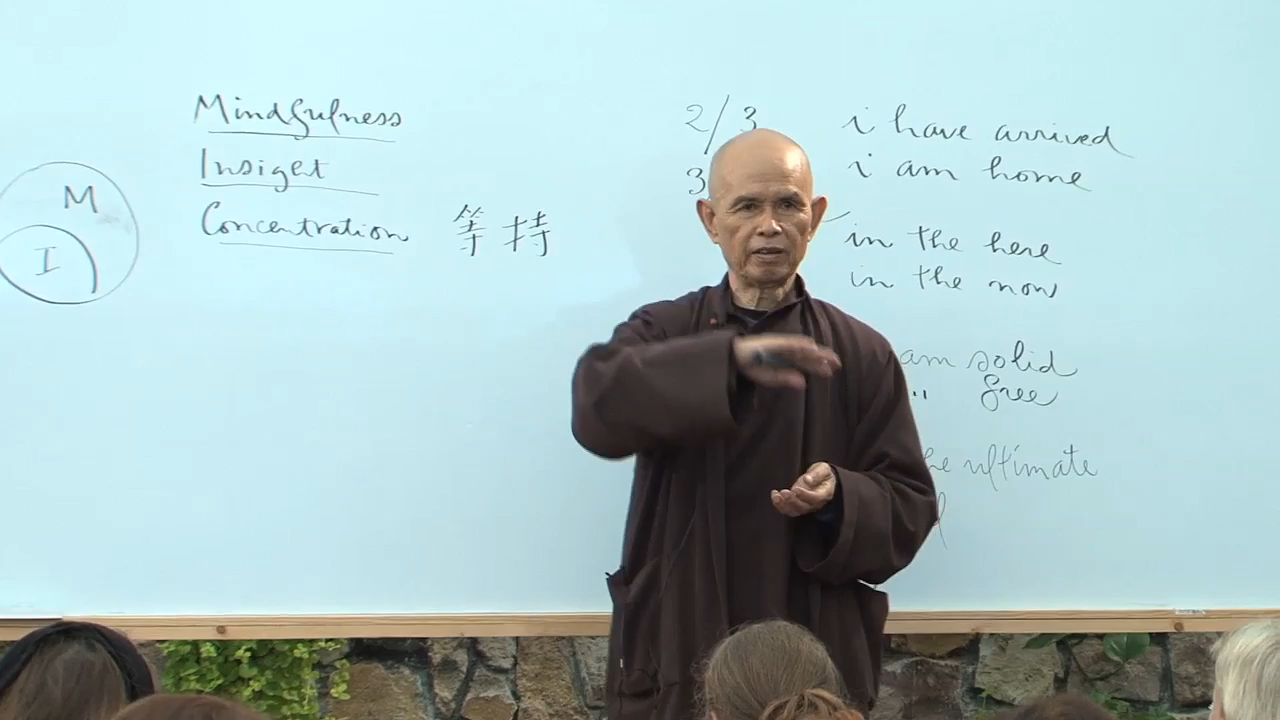 Mindfulness
Insight
Concentration 等持
M
I
2/3
3
i have arrived
i am home
in the here
in the now
am solid
" free
the ultimate